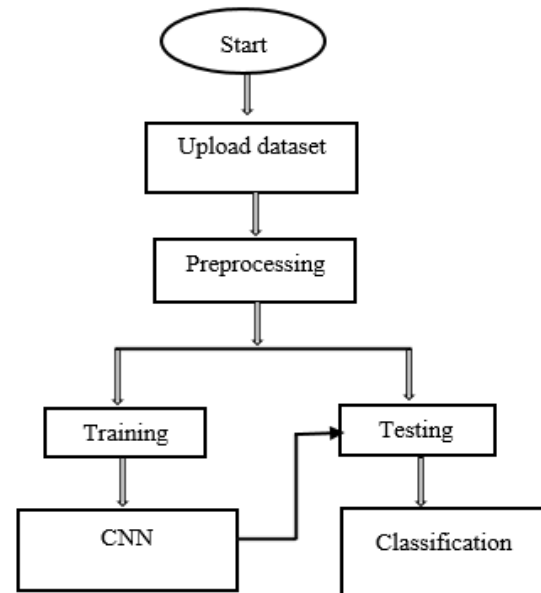 Start
Upload dataset
Preprocessing
Training
Testing
CNN
Classification